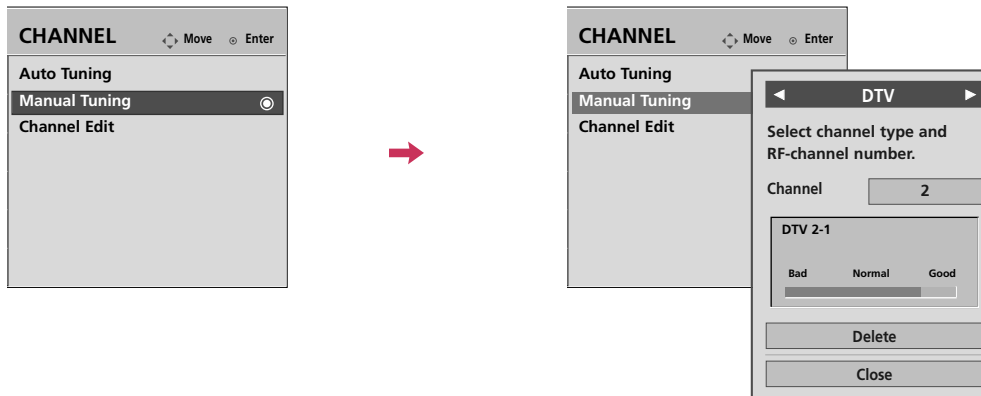 CHANNEL Move Enter
Auto Tuning
Manual Tuning
Channel Edit
CHANNEL Move Enter
Auto Tuning
Manual Tuning
Channel Edit
◄ DTV ►
Select channel type and
RF-channel number.
Channel 2
DTV 2-1
Bad Normal Good
Delete
Close